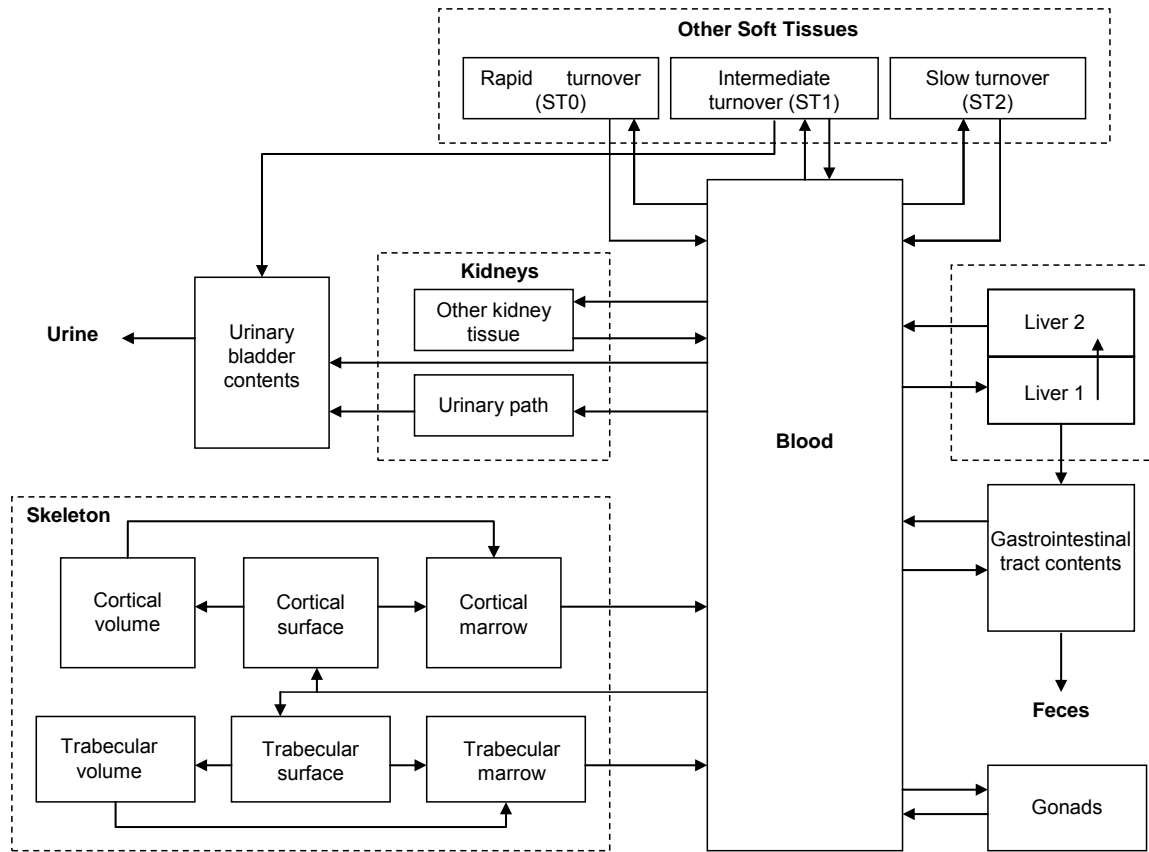 Other Soft Tissues
Rapid turnover
(ST0)
Intermediate
turnover (ST1)
Slow turnover
(ST2)
Kidneys
Other kidney
tissue
Urinary path
Urine
Urinary
bladder
contents
Blood
Liver 2
Liver 1
Gastrointestinal
tract contents
Feces
Gonads
Skeleton
Cortical
volume
Cortical
surface
Cortical
marrow
Trabecular
volume
Trabecular
surface
Trabecular
marrow